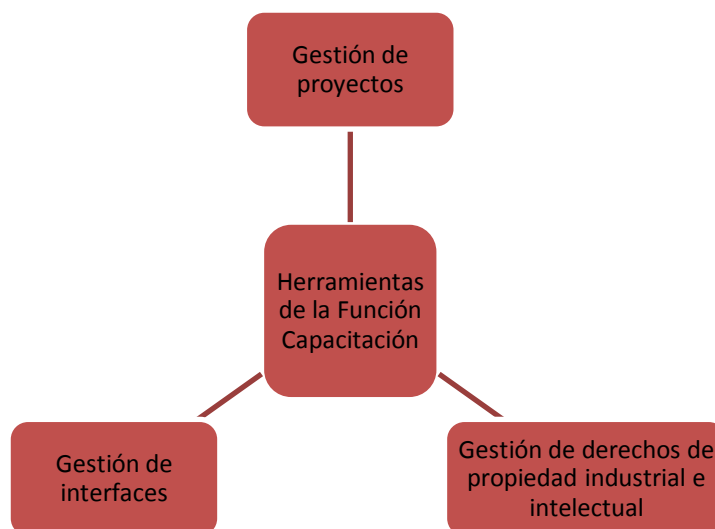 Gestión de
proyectos
Herramientas
de la Función
Capacitación
Gestión de
interfaces
Gestión de derechos de
propiedad industrial e
intelectual